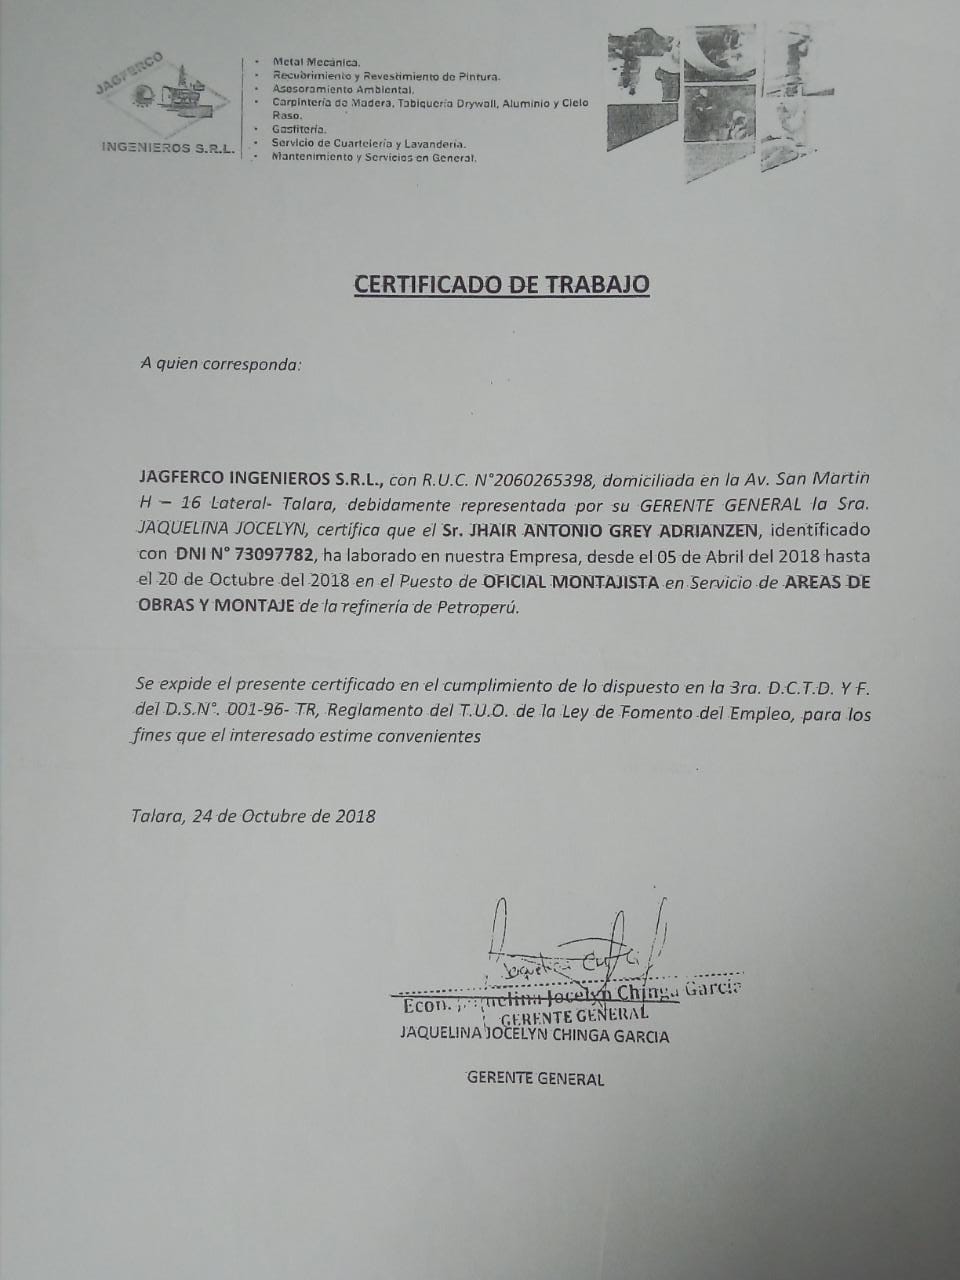 JAGFERCO
INGENIEROS S.R.L.
• Metal Mecánica.
• Recubrimiento y Revestimiento de Pintura.
• Asesoramiento Ambiental.
• Carpintería de Madera, Tabiquería Drywall, Aluminio y Cielo
Raso.
• Gasfitería.
• Servicio de Cuartelería y Lavandería.
• Mantenimiento y Servicios en General.
CERTIFICADO DE TRABAJO
A quien corresponda:
JAGFERCO INGENIEROS S.R.L., con R.U.C. N°2060265398, domiciliada en la Av. San Martin
H – 16 Lateral- Talara, debidamente representada por su GERENTE GENERAL la Sra.
JAQUELINA JOCELYN, certifica que el Sr. JHAIR ANTONIO GREY ADRIANZEN, identificado
con DNI N° 73097782, ha laborado en nuestra Empresa, desde el 05 de Abril del 2018 hasta
el 20 de Octubre del 2018 en el Puesto de OFICIAL MONTAJISTA en Servicio de AREAS DE
OBRAS Y MONTAJE de la refinería de Petroperú.
Se expide el presente certificado en el cumplimiento de lo dispuesto en la 3ra. D.C.T.D. Y F.
del D.S.N°. 001-96- TR, Reglamento del T.U.O. de la Ley de Fomento del Empleo, para los
fines que el interesado estime convenientes
Talara, 24 de Octubre de 2018
Econ. Jocelyn Chinga Garcia
GERENTE GENERAL
JAQUELINA JOCELYN CHINGA GARCIA
GERENTE GENERAL